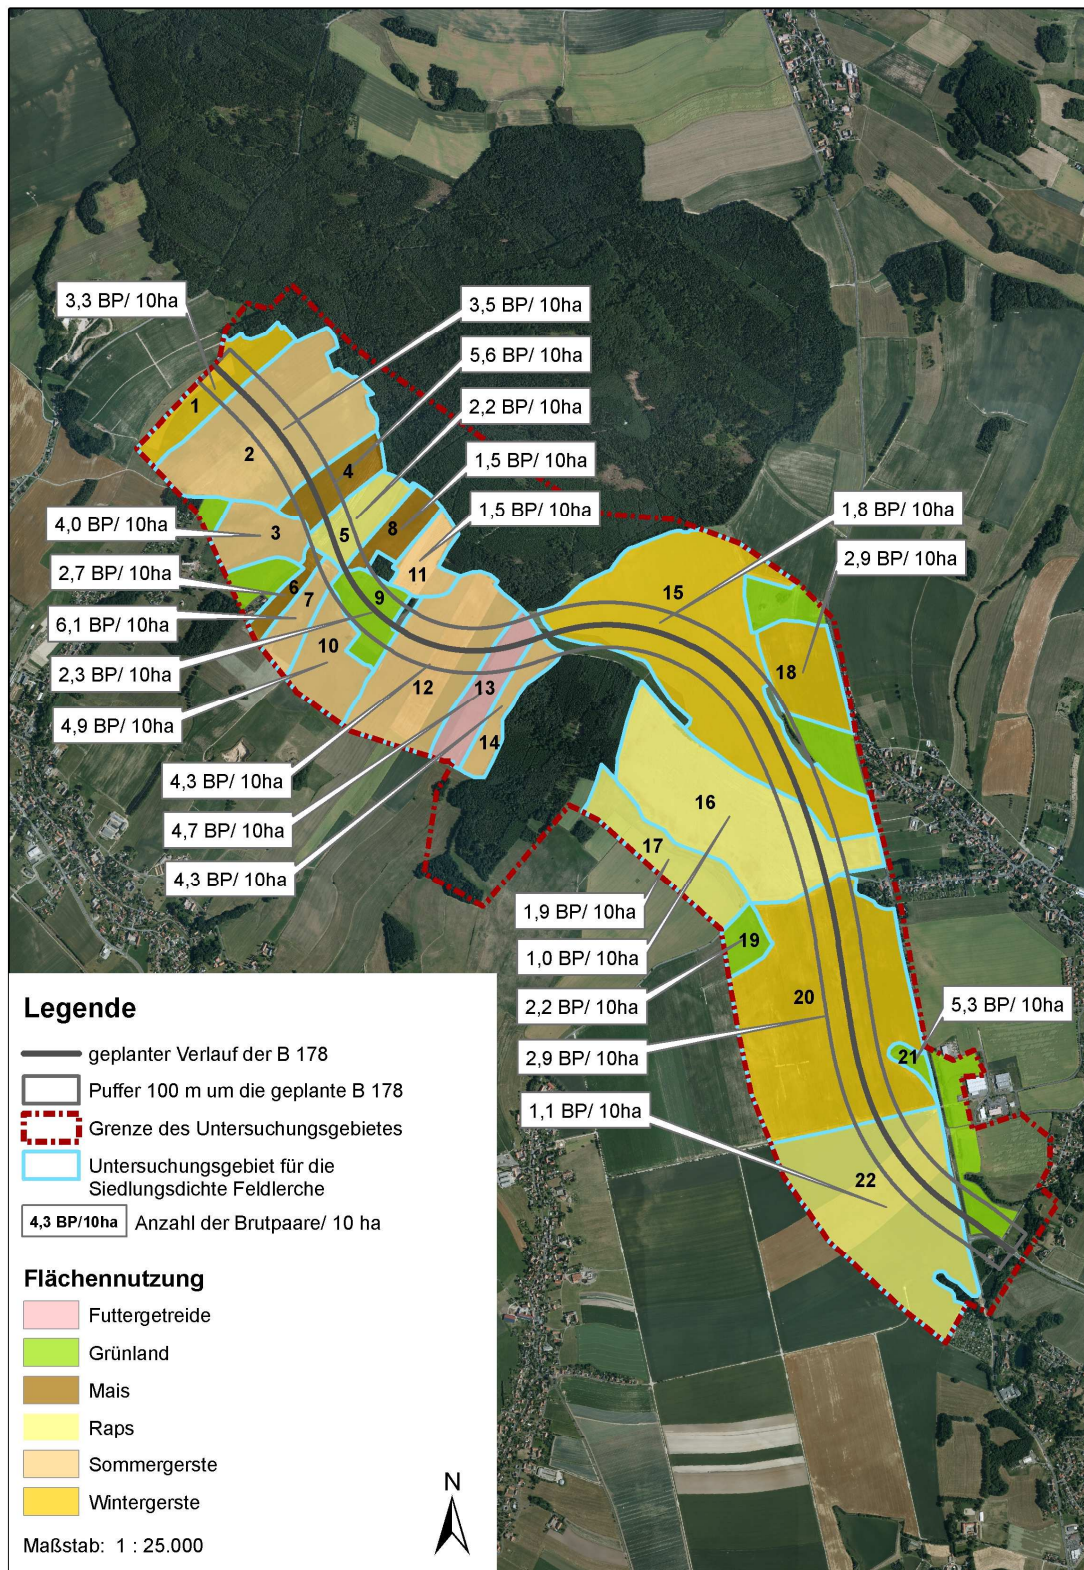 3,3 BP/ 10ha
3,5 BP/ 10ha
5,6 BP/ 10ha
2,2 BP/ 10ha
1,5 BP/ 10ha
1,5 BP/ 10ha
1,8 BP/ 10ha
2,9 BP/ 10ha
4,0 BP/ 10ha
2,7 BP/ 10ha
6,1 BP/ 10ha
2,3 BP/ 10ha
4,9 BP/ 10ha
4,3 BP/ 10ha
4,7 BP/ 10ha
4,3 BP/ 10ha
1,9 BP/ 10ha
1,0 BP/ 10ha
2,2 BP/ 10ha
2,9 BP/ 10ha
1,1 BP/ 10ha
5,3 BP/ 10ha
1
2
3
4
5
6
7
8
9
10
11
12
13
14
15
16
17
18
19
20
21
22
Legende
geplanter Verlauf der B 178
Puffer 100 m um die geplante B 178
Grenze des Untersuchungsgebietes
Untersuchungsgebiet für die
Siedlungsdichte Feldlerche
4,3 BP/10ha Anzahl der Brutpaare/ 10 ha
Flächennutzung
Futtergetreide
Grünland
Mais
Raps
Sommergerste
Wintergerste
Maßstab: 1 : 25.000
N